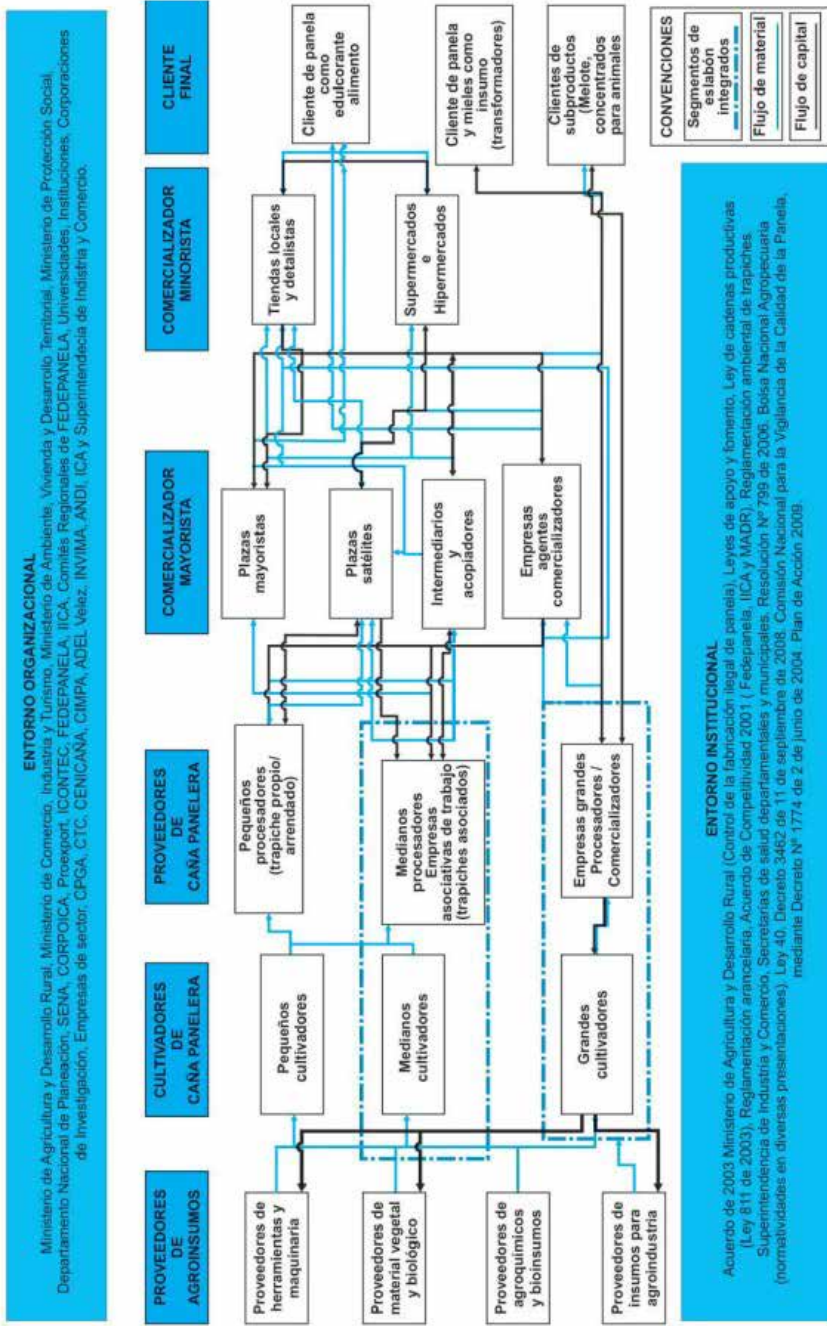 ENTORNO ORGANIZACIONAL
Ministerio de Agricultura y Desarrollo Rural, Ministerio de Comercio, Industria y Turismo, Ministerio de Ambiente, Vivienda y Desarrollo Territorial, Ministerio de Protección Social,
Departamento Nacional de Planeación, SENA, CORPOICA, Proexport, ICONTEC, FEDEPANELA, IICA, Comités Regionales de FEDEPANELA, Universidades, Instituciones, Corporaciones
de Investigación, Empresas de sector, CPGA, CTC, CENICAÑA, CIMPA, ADEL Velez, INVIMA, ANDI, ICA y Superintendecia de Indistria y Comercio.
PROVEEDORES
DE
AGROINSUMOS
CULTIVADORES
DE
CAÑA PANELERA
PROVEEDORES
DE
CAÑA PANELERA
COMERCIALIZADOR
MAYORISTA
COMERCIALIZADOR
MINORISTA
CLIENTE
FINAL
Proveedores de
herramientas y
maquinaria
Proveedores de
material vegetal
y biológico
Proveedores de
agroquímicos
y bioinsumos
Proveedores de
insumos para
agroindustria
Pequeños
cultivadores
Medianos
cultivadores
Grandes
cultivadores
Pequeños
procesadores
(trapiche propio/
arrendado)
Medianos
procesadores
Empresas
asociativas de trabajo
(trapiches asociados)
Empresas grandes
Procesadores /
Comercializadores
Plazas
mayoristas
Plazas
satélites
Intermediarios
y
acopiadores
Empresas
agentes
comercializadores
Tiendas locales
y detallistas
Supermercados
e
Hipermercados
Cliente de panela
como
edulcorante
alimento
Cliente de panela
y mieles como
insumo
(transformadores)
Clientes de
subproductos
(Melote,
concentrados
para animales)
CONVENCIONES
Segmentos de
eslabón
integrados
Flujo de material
Flujo de capital
ENTORNO INSTITUCIONAL
Acuerdo de 2003 Ministerio de Agricultura y Desarrollo Rural (Control de la fabricación ilegal de panela), Leyes de apoyo y fomento, Ley de cadenas productivas
(Ley 811 de 2003), Reglamentación arancelaria, Acuerdo de Competitividad 2001 ( Fedepanela, IICA y MADR), Reglamentación ambiental de trapiches.
Superintendencia de Industria y Comercio, Secretarías de salud departamentales y municipales, Resolución Nº 799 de 2006. Bolsa Nacional Agropecuaria
(normatividades en diversas presentaciones), Ley 40, Decreto 3462 de 11 de septiembre de 2008. Comisión Nacional para la Vigilancia de la Calidad de la Panela,
mediante Decreto Nº 1774 de 2 de junio de 2004. Plan de Acción 2009.